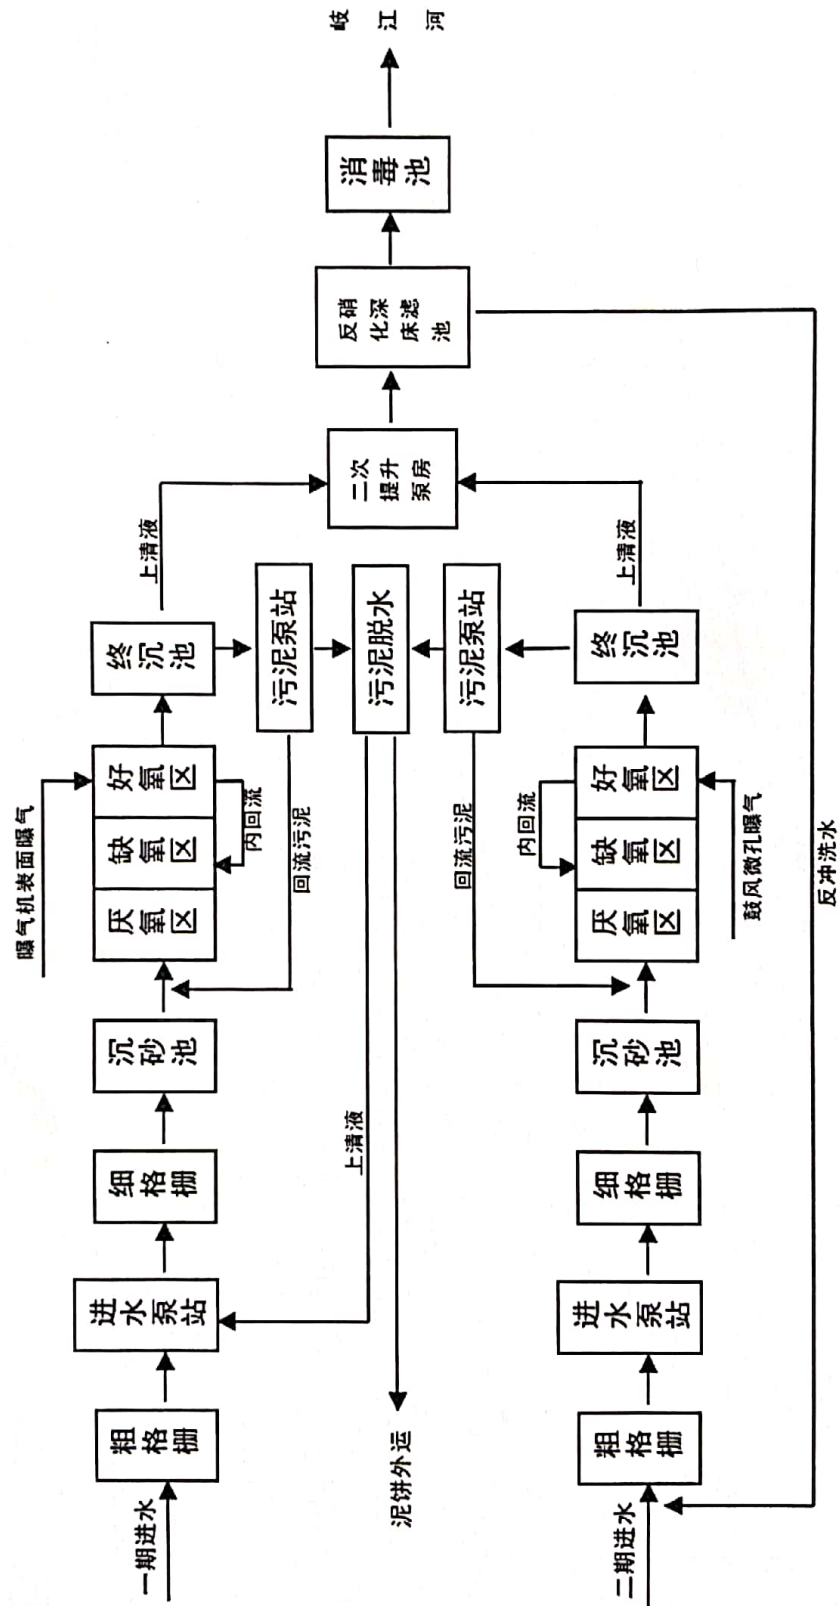 一期进水
粗格栅
进水泵站
细格栅
沉砂池
厌氧区
缺氧区
好氧区
曝气机表面曝气
内回流
终沉池
上清液
污泥泵站
回流污泥
污泥脱水
上清液
泥饼外运
二期进水
粗格栅
进水泵站
细格栅
沉砂池
厌氧区
缺氧区
好氧区
鼓风微孔曝气
内回流
终沉池
上清液
污泥泵站
回流污泥
二次
提升
泵房
反硝
化深
床滤
池
消毒池
岐江河
反冲洗水